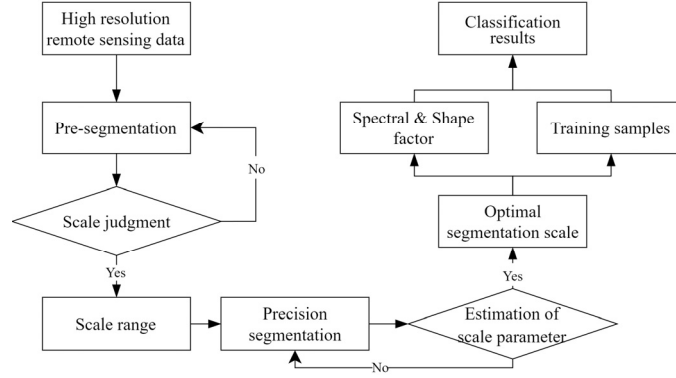 High resolution
remote sensing data
Pre-segmentation
No
Scale judgment
Yes
Scale range
Precision
segmentation
Estimation of
scale parameter
No
Yes
Optimal
segmentation scale
Spectral & Shape
factor
Training samples
Classification
results